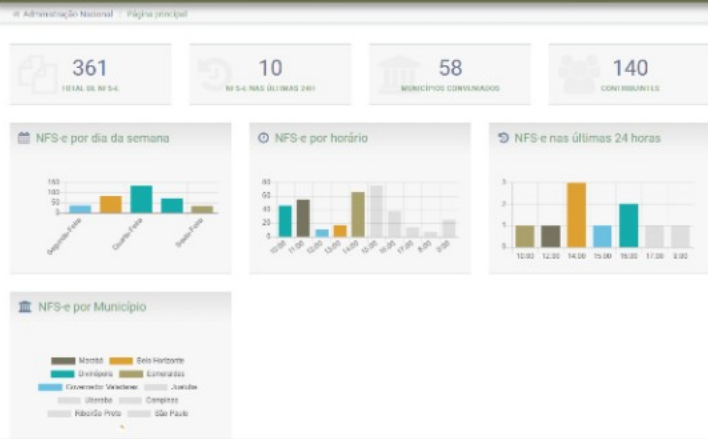 Administração Nacional / Página principal
361
TOTAL DE NFS-E
10
NFS-E NAS ÚLTIMAS 24H
58
MUNICÍPIOS CONVENIADOS
140
CONTRIBUINTES
NFS-e por dia da semana
150
100
50
0
Segunda-Feira Quarta-Feira Sexta-Feira
NFS-e por horário
80
60
40
20
0
10:00 11:00 12:00 13:00 14:00 15:00 16:00 17:00 8:00 9:00
NFS-e nas últimas 24 horas
3
2
1
0
10:00 12:00 14:00 15:00 16:00 17:00 9:00
NFS-e por Município
Marabá Belo Horizonte
Divinópolis Esmeraldas
Governador Valadares Juatuba
Uberaba Campinas
Ribeirão Preto São Paulo